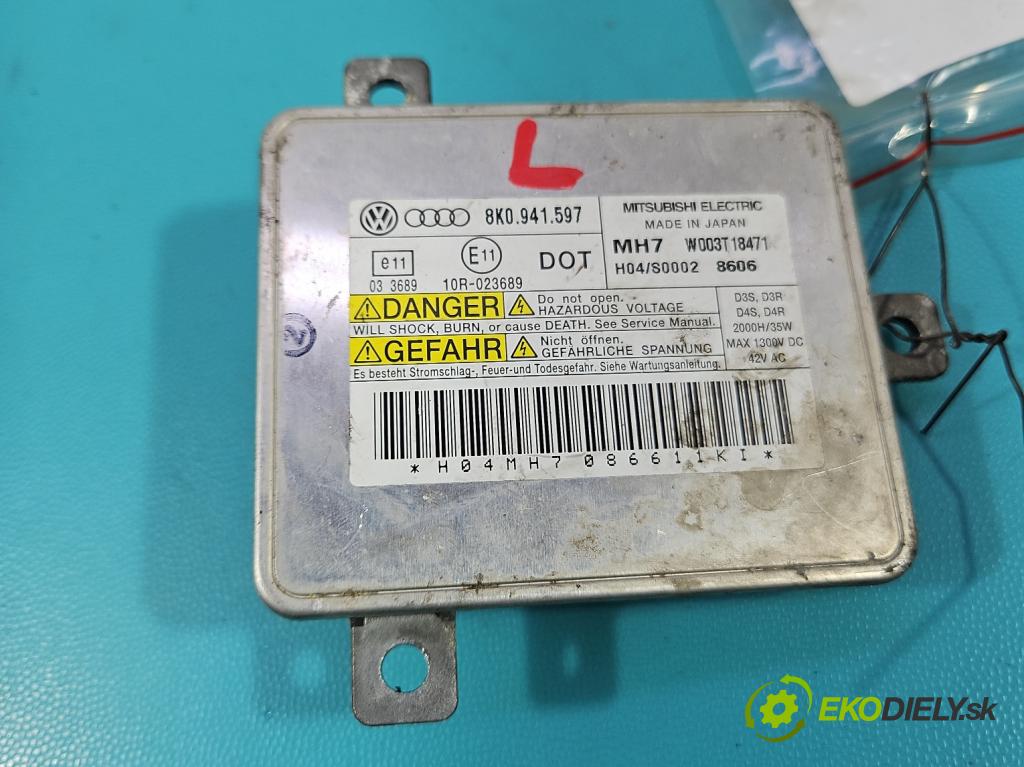 L
8K0.941.597
MITSUBISHI ELECTRIC
MADE IN JAPAN
MH7 W003T18471
H04/S0002 8606
e11
03 3689
E11
10R-023689
DOT
DANGER
Do not open.
HAZARDOUS VOLTAGE
WILL SHOCK, BURN, or cause DEATH. See Service Manual.
GEFAHR
Nicht öffnen.
GEFÄHRLICHE SPANNUNG
Es besteht Stromschlag-, Feuer-und Todesgefahr. Siehe Wartungsanleitung.
D3S, D3R
D4S, D4R
2000H/35W
MAX 1300V DC
42V AC
*H04MH7086611KI*
EKODIELY.sk